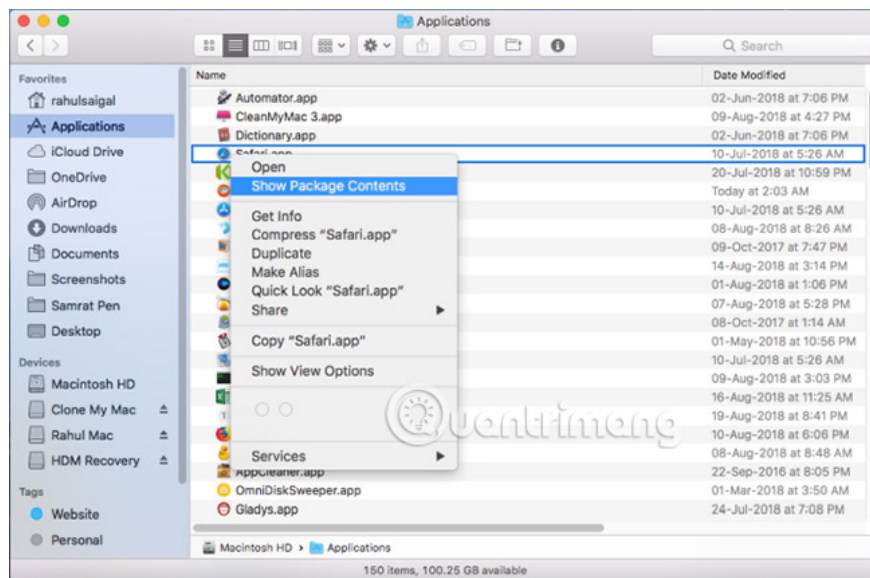 Applications
Search
Favorites
rahulsaigal
Applications
iCloud Drive
OneDrive
AirDrop
Downloads
Documents
Screenshots
Samrat Pen
Desktop
Devices
Macintosh HD
Clone My Mac
Rahul Mac
HDM Recovery
Tags
Website
Personal
Name Date Modified
Automator.app 02-Jun-2018 at 7:06 PM
CleanMyMac 3.app 09-Aug-2018 at 4:27 PM
Dictionary.app 02-Jun-2018 at 7:06 PM
Safari.app 10-Jul-2018 at 5:26 AM
20-Jul-2018 at 10:59 PM
Today at 2:03 AM
10-Jul-2018 at 5:26 AM
08-Aug-2018 at 8:26 AM
09-Oct-2017 at 7:47 PM
14-Aug-2018 at 3:14 PM
01-Aug-2018 at 1:06 PM
07-Aug-2018 at 5:28 PM
08-Oct-2017 at 1:14 AM
01-May-2018 at 10:56 PM
10-Jul-2018 at 5:26 AM
09-Aug-2018 at 3:03 PM
16-Aug-2018 at 11:25 AM
19-Aug-2018 at 8:41 PM
10-Aug-2018 at 6:06 PM
08-Aug-2018 at 8:48 AM
AppCleaner.app 22-Sep-2016 at 8:05 PM
OmniDiskSweeper.app 01-Mar-2018 at 3:50 AM
Gladys.app 24-Jul-2018 at 7:08 PM
Open
Show Package Contents
Get Info
Compress “Safari.app”
Duplicate
Make Alias
Quick Look “Safari.app”
Share
Copy “Safari.app”
Show View Options
Services
Quantrimang
Macintosh HD › Applications
150 items, 100.25 GB available